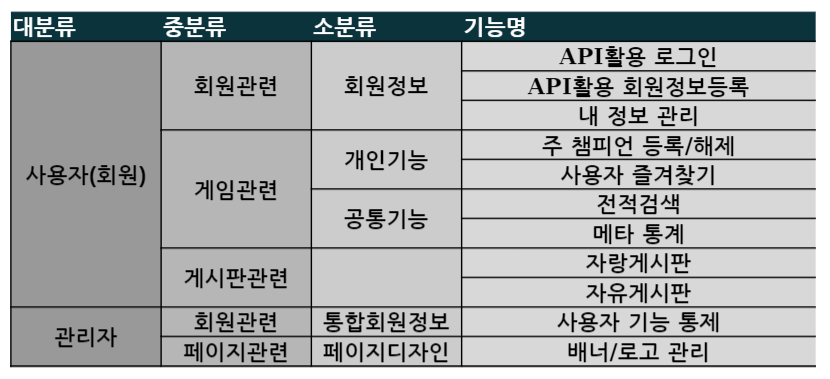 대분류 중분류 소분류 기능명
사용자(회원) 회원관련 회원정보 API활용 로그인
API활용 회원정보등록
내 정보 관리
게임관련 개인기능 주 챔피언 등록/해제
사용자 즐겨찾기
공통기능 전적검색
메타 통계
게시판관련 자랑게시판
자유게시판
관리자 회원관련 통합회원정보 사용자 기능 통제
페이지관련 페이지디자인 배너/로고 관리